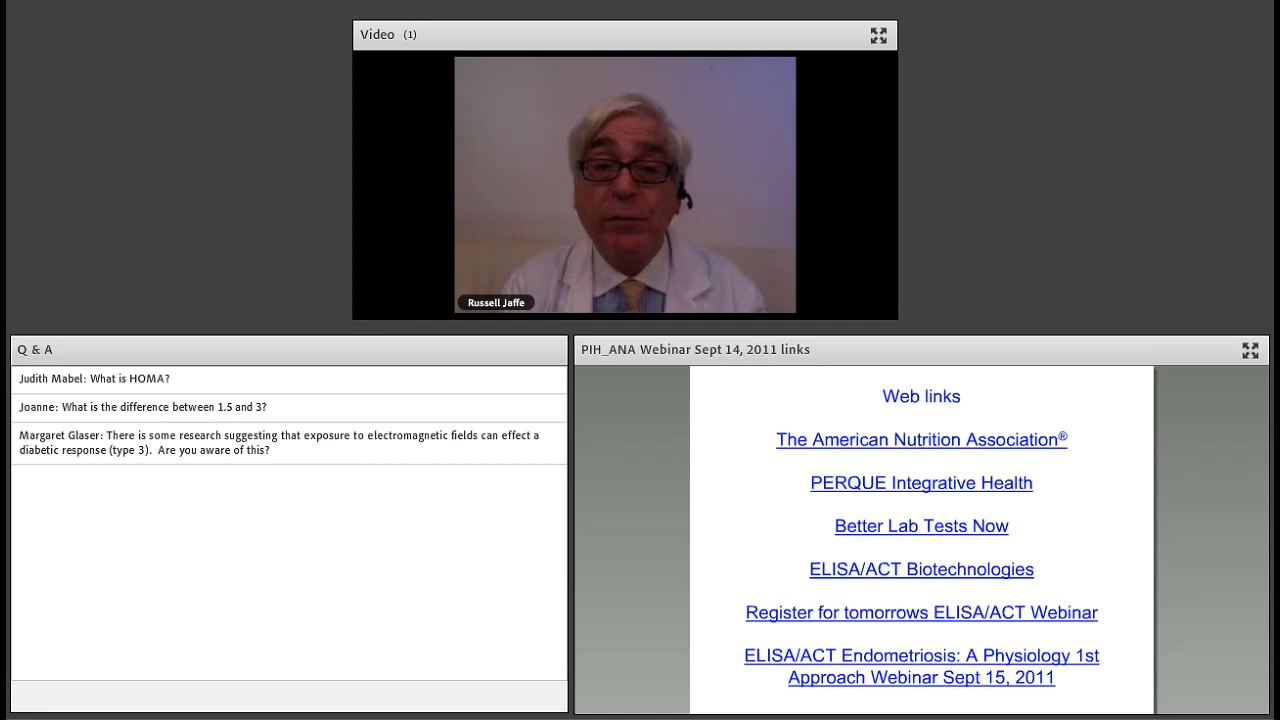 Video (1)
Russell Jaffe
Q & A
Judith Mabel: What is HOMA?
Joanne: What is the difference between 1.5 and 3?
Margaret Glaser: There is some research suggesting that exposure to electromagnetic fields can effect a
diabetic response (type 3).  Are you aware of this?
PIH_ANA Webinar Sept 14, 2011 links
Web links
The American Nutrition Association®
PERQUE Integrative Health
Better Lab Tests Now
ELISA/ACT Biotechnologies
Register for tomorrows ELISA/ACT Webinar
ELISA/ACT Endometriosis: A Physiology 1st
Approach Webinar Sept 15, 2011